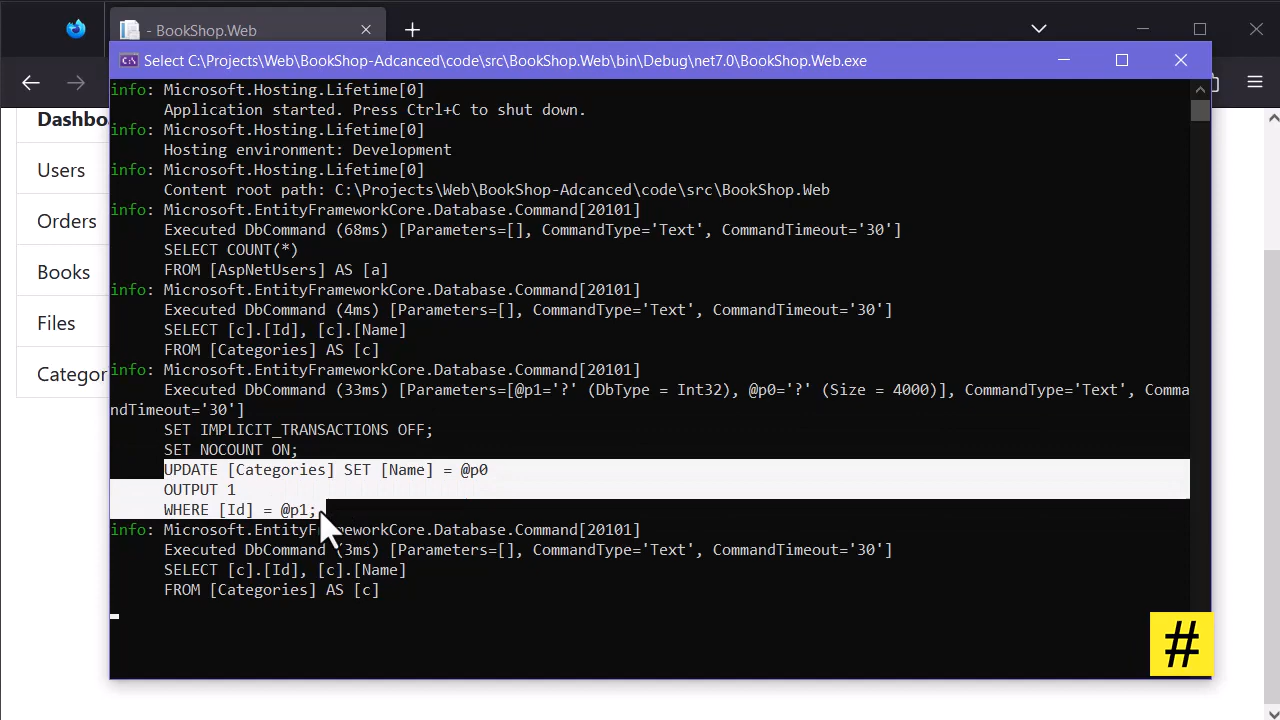 - BookShop.Web
Select C:\Projects\Web\BookShop-Adcanced\code\src\BookShop.Web\bin\Debug\net7.0\BookShop.Web.exe
info: Microsoft.Hosting.Lifetime[0]
Application started. Press Ctrl+C to shut down.
info: Microsoft.Hosting.Lifetime[0]
Hosting environment: Development
info: Microsoft.Hosting.Lifetime[0]
Content root path: C:\Projects\Web\BookShop-Adcanced\code\src\BookShop.Web
info: Microsoft.EntityFrameworkCore.Database.Command[20101]
Executed DbCommand (68ms) [Parameters=[], CommandType='Text', CommandTimeout='30']
SELECT COUNT(*)
FROM [AspNetUsers] AS [a]
info: Microsoft.EntityFrameworkCore.Database.Command[20101]
Executed DbCommand (4ms) [Parameters=[], CommandType='Text', CommandTimeout='30']
SELECT [c].[Id], [c].[Name]
FROM [Categories] AS [c]
info: Microsoft.EntityFrameworkCore.Database.Command[20101]
Executed DbCommand (33ms) [Parameters=[@p1='?' (DbType = Int32), @p0='?' (Size = 4000)], CommandType='Text', Comma
ndTimeout='30']
SET IMPLICIT_TRANSACTIONS OFF;
SET NOCOUNT ON;
UPDATE [Categories] SET [Name] = @p0
OUTPUT 1
WHERE [Id] = @p1;
info: Microsoft.EntityFrameworkCore.Database.Command[20101]
Executed DbCommand (3ms) [Parameters=[], CommandType='Text', CommandTimeout='30']
SELECT [c].[Id], [c].[Name]
FROM [Categories] AS [c]
Dashbo
Users
Orders
Books
Files
Categor
#